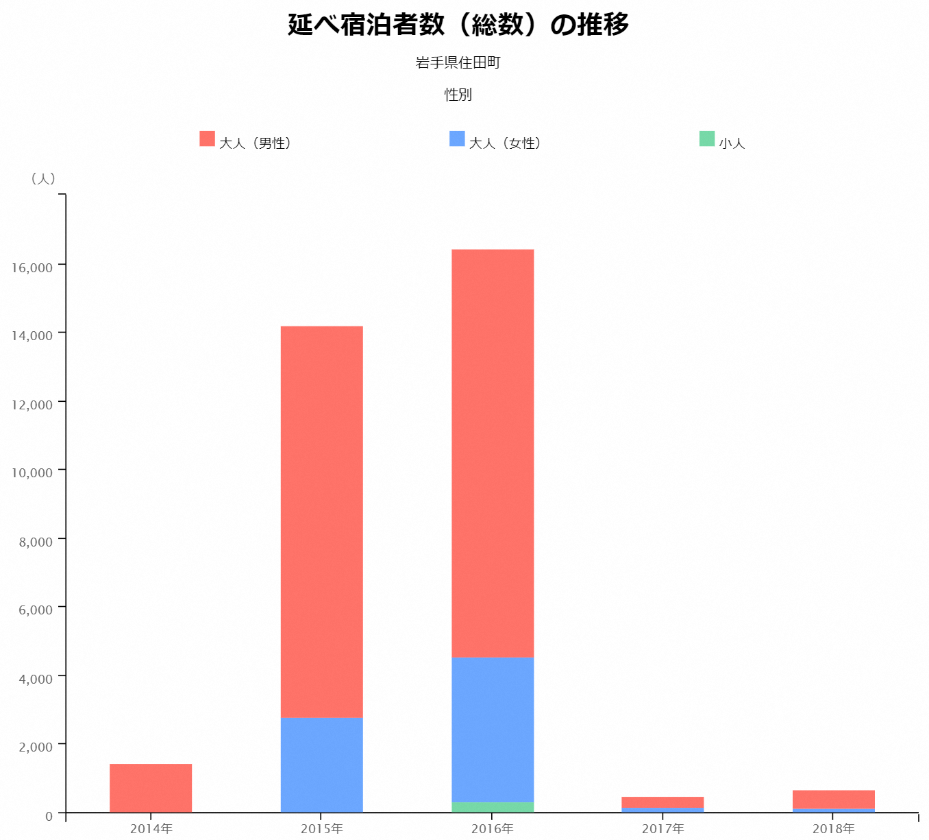 延べ宿泊者数（総数）の推移
岩手県住田町
性別
大人（男性） 大人（女性） 小人
（人）
16,000
14,000
12,000
10,000
8,000
6,000
4,000
2,000
0
2014年 2015年 2016年 2017年 2018年